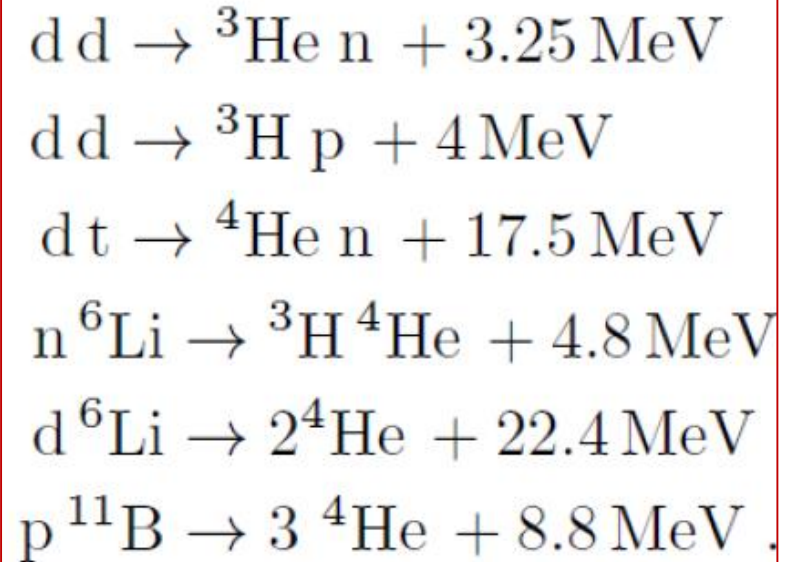 d d → ³He n + 3.25 MeV
d d → ³H p + 4 MeV
d t → ⁴He n + 17.5 MeV
n ⁶Li → ³H ⁴He + 4.8 MeV
d ⁶Li → 2⁴He + 22.4 MeV
p ¹¹B → 3 ⁴He + 8.8 MeV .